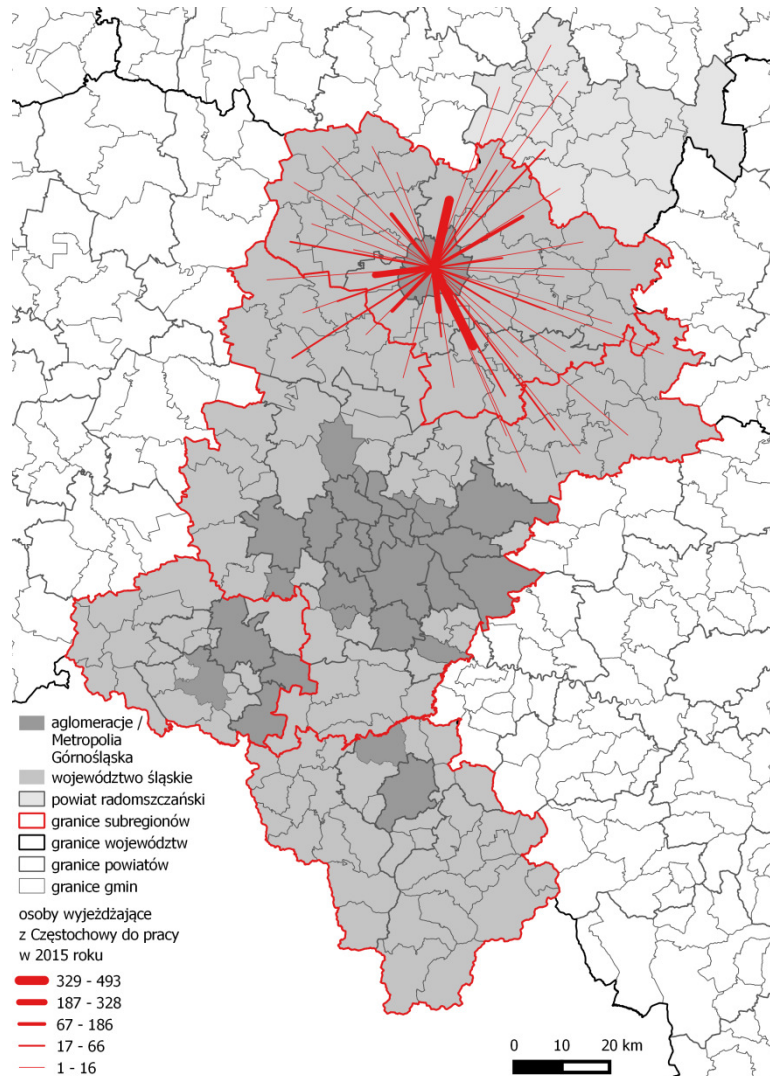 aglomeracje /
Metropolia
Górnośląska
województwo śląskie
powiat radomszczański
granice subregionów
granice województw
granice powiatów
granice gmin
osoby wyjeżdżające
z Częstochowy do pracy
w 2015 roku
329 - 493
187 - 328
67 - 186
17 - 66
1 - 16
0 10 20 km